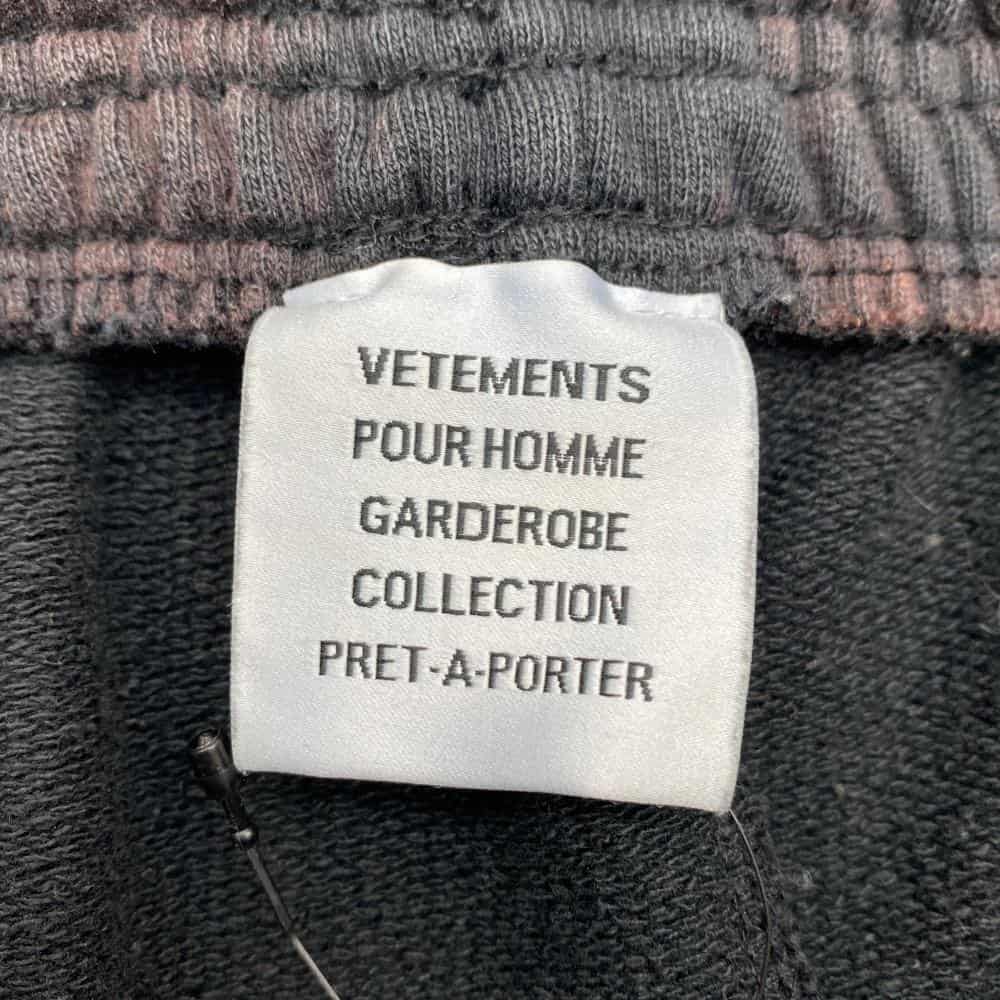 VETEMENTS
POUR HOMME
GARDEROBE
COLLECTION
PRET-A-PORTER